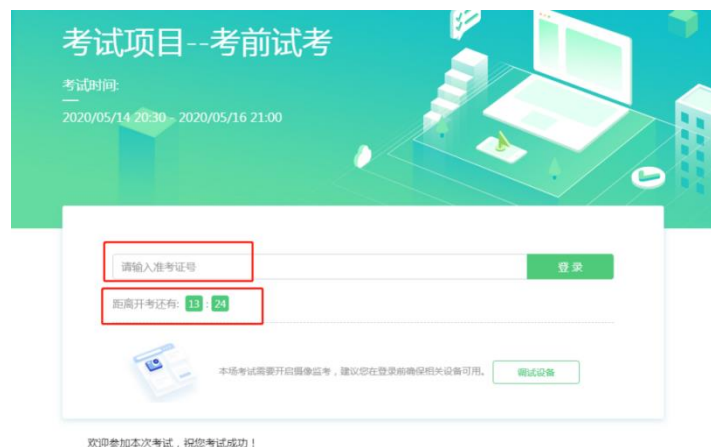 考试项目--考前试考
考试时间:
2020/05/14 20:30 - 2020/05/16 21:00
请输入准考证号
登录
距离开考还有: 13 : 24
本场考试需要开启摄像监考，建议您在登录前确保相关设备可用。
调试设备
欢迎参加本次考试，祝您考试成功！